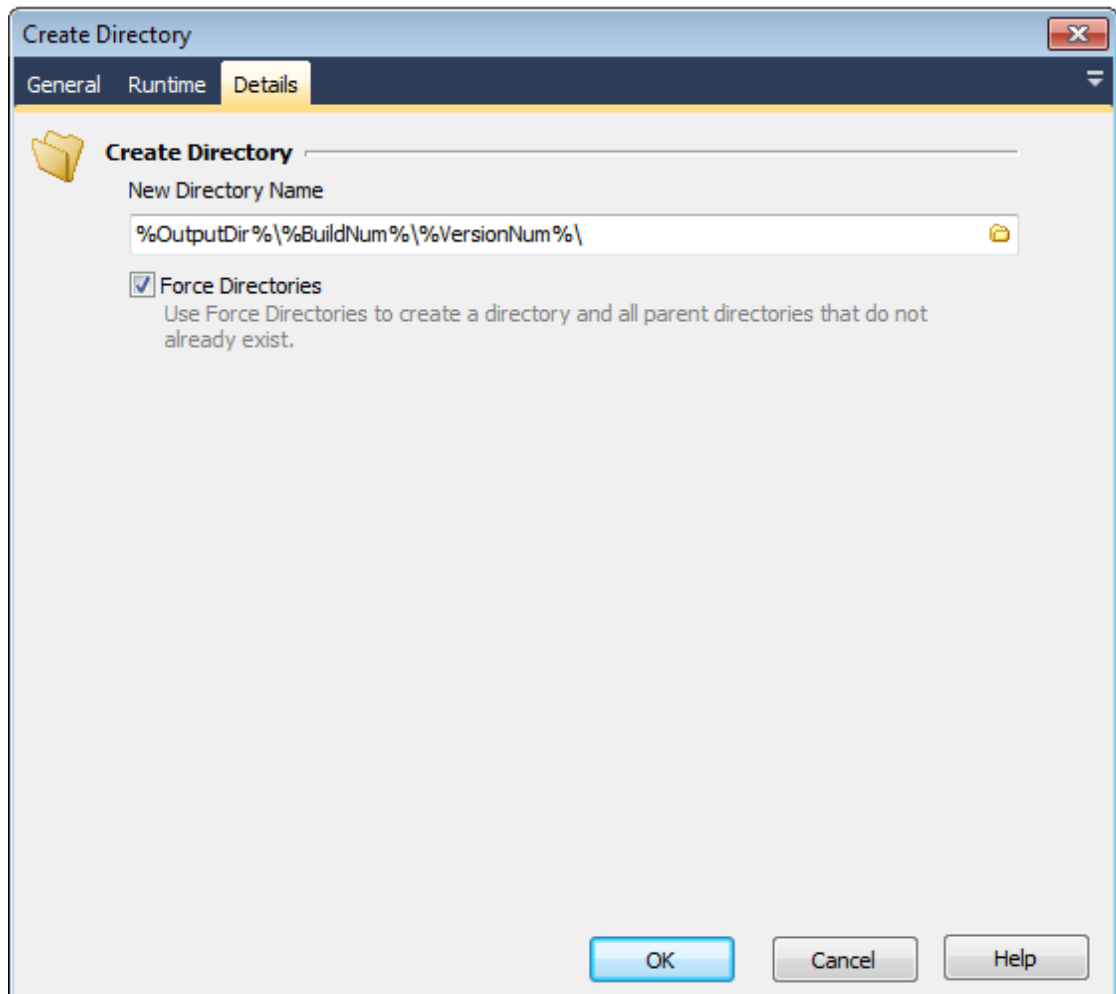 Create Directory
General Runtime Details
Create Directory
New Directory Name
%OutputDir%\%BuildNum%\%VersionNum%\
Force Directories
Use Force Directories to create a directory and all parent directories that do not
already exist.
OK Cancel Help